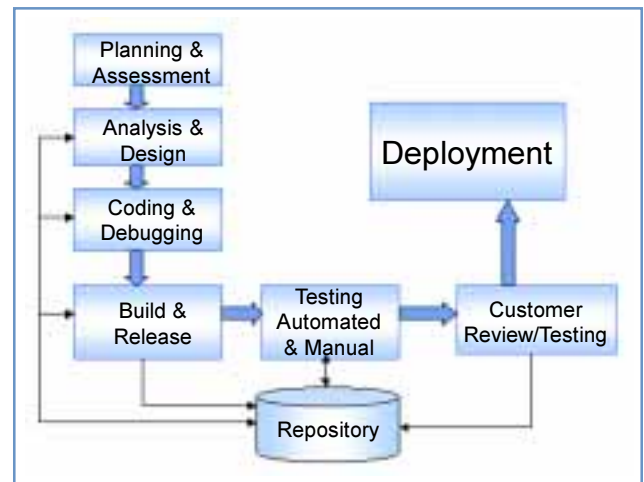 Planning &
Assessment
Analysis &
Design
Deployment
Coding &
Debugging
Build &
Release
Testing
Automated
& Manual
Customer
Review/Testing
Repository